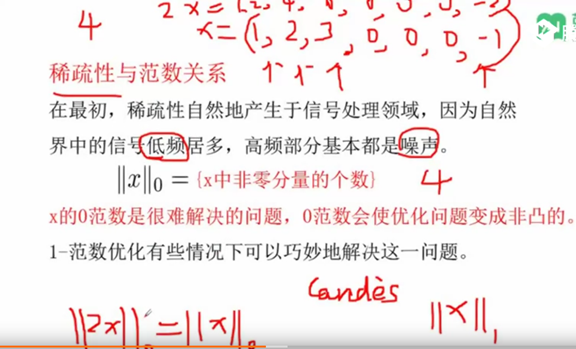 4
2x=(2,4,6,0,0,0,-2)
x=(1,2,3,0,0,0,-1)
稀疏性与范数关系
在最初，稀疏性自然地产生于信号处理领域，因为自然
界中的信号低频居多，高频部分基本都是噪声。
||x||₀={x中非零分量的个数}
4
x的0范数是很难解决的问题，0范数会使优化问题变成非凸的。
1-范数优化有些情况下可以巧妙地解决这一问题。
Candès
||2x||₀=||x||₀
||x||₁